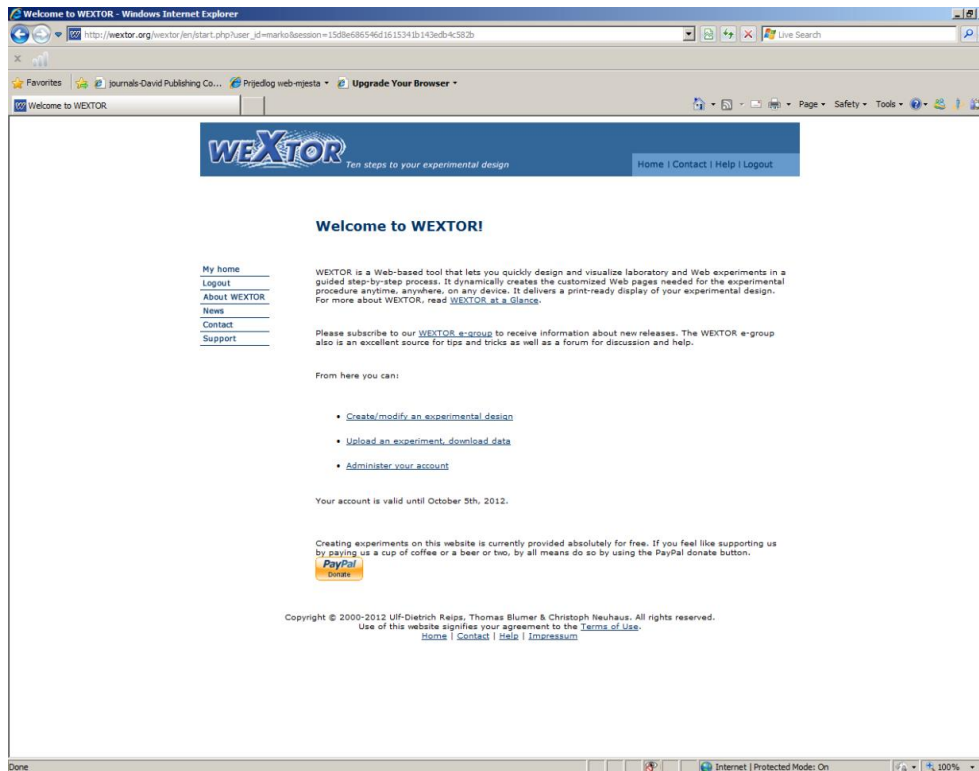 Welcome to WEXTOR - Windows Internet Explorer
http://wextor.org/wextor/en/start.php?user_id=marko&session=15d8e686546d1615341b143edb4c582b
Live Search
Favorites journals-David Publishing Co... Prijedlog web-mjesta Upgrade Your Browser
Welcome to WEXTOR
Page Safety Tools
WEXTOR
Ten steps to your experimental design
Home | Contact | Help | Logout
Welcome to WEXTOR!
My home
Logout
About WEXTOR
News
Contact
Support
WEXTOR is a Web-based tool that lets you quickly design and visualize laboratory and Web experiments in a
guided step-by-step process. It dynamically creates the customized Web pages needed for the experimental
procedure anytime, anywhere, on any device. It delivers a print-ready display of your experimental design.
For more about WEXTOR, read WEXTOR at a Glance.
Please subscribe to our WEXTOR e-group to receive information about new releases. The WEXTOR e-group
also is an excellent source for tips and tricks as well as a forum for discussion and help.
From here you can:
• Create/modify an experimental design
• Upload an experiment, download data
• Administer your account
Your account is valid until October 5th, 2012.
Creating experiments on this website is currently provided absolutely for free. If you feel like supporting us
by paying us a cup of coffee or a beer or two, by all means do so by using the PayPal donate button.
PayPal
Donate
Copyright © 2000-2012 Ulf-Dietrich Reips, Thomas Blumer & Christoph Neuhaus. All rights reserved.
Use of this website signifies your agreement to the Terms of Use.
Home | Contact | Help | Impressum
Done
Internet | Protected Mode: On
100%